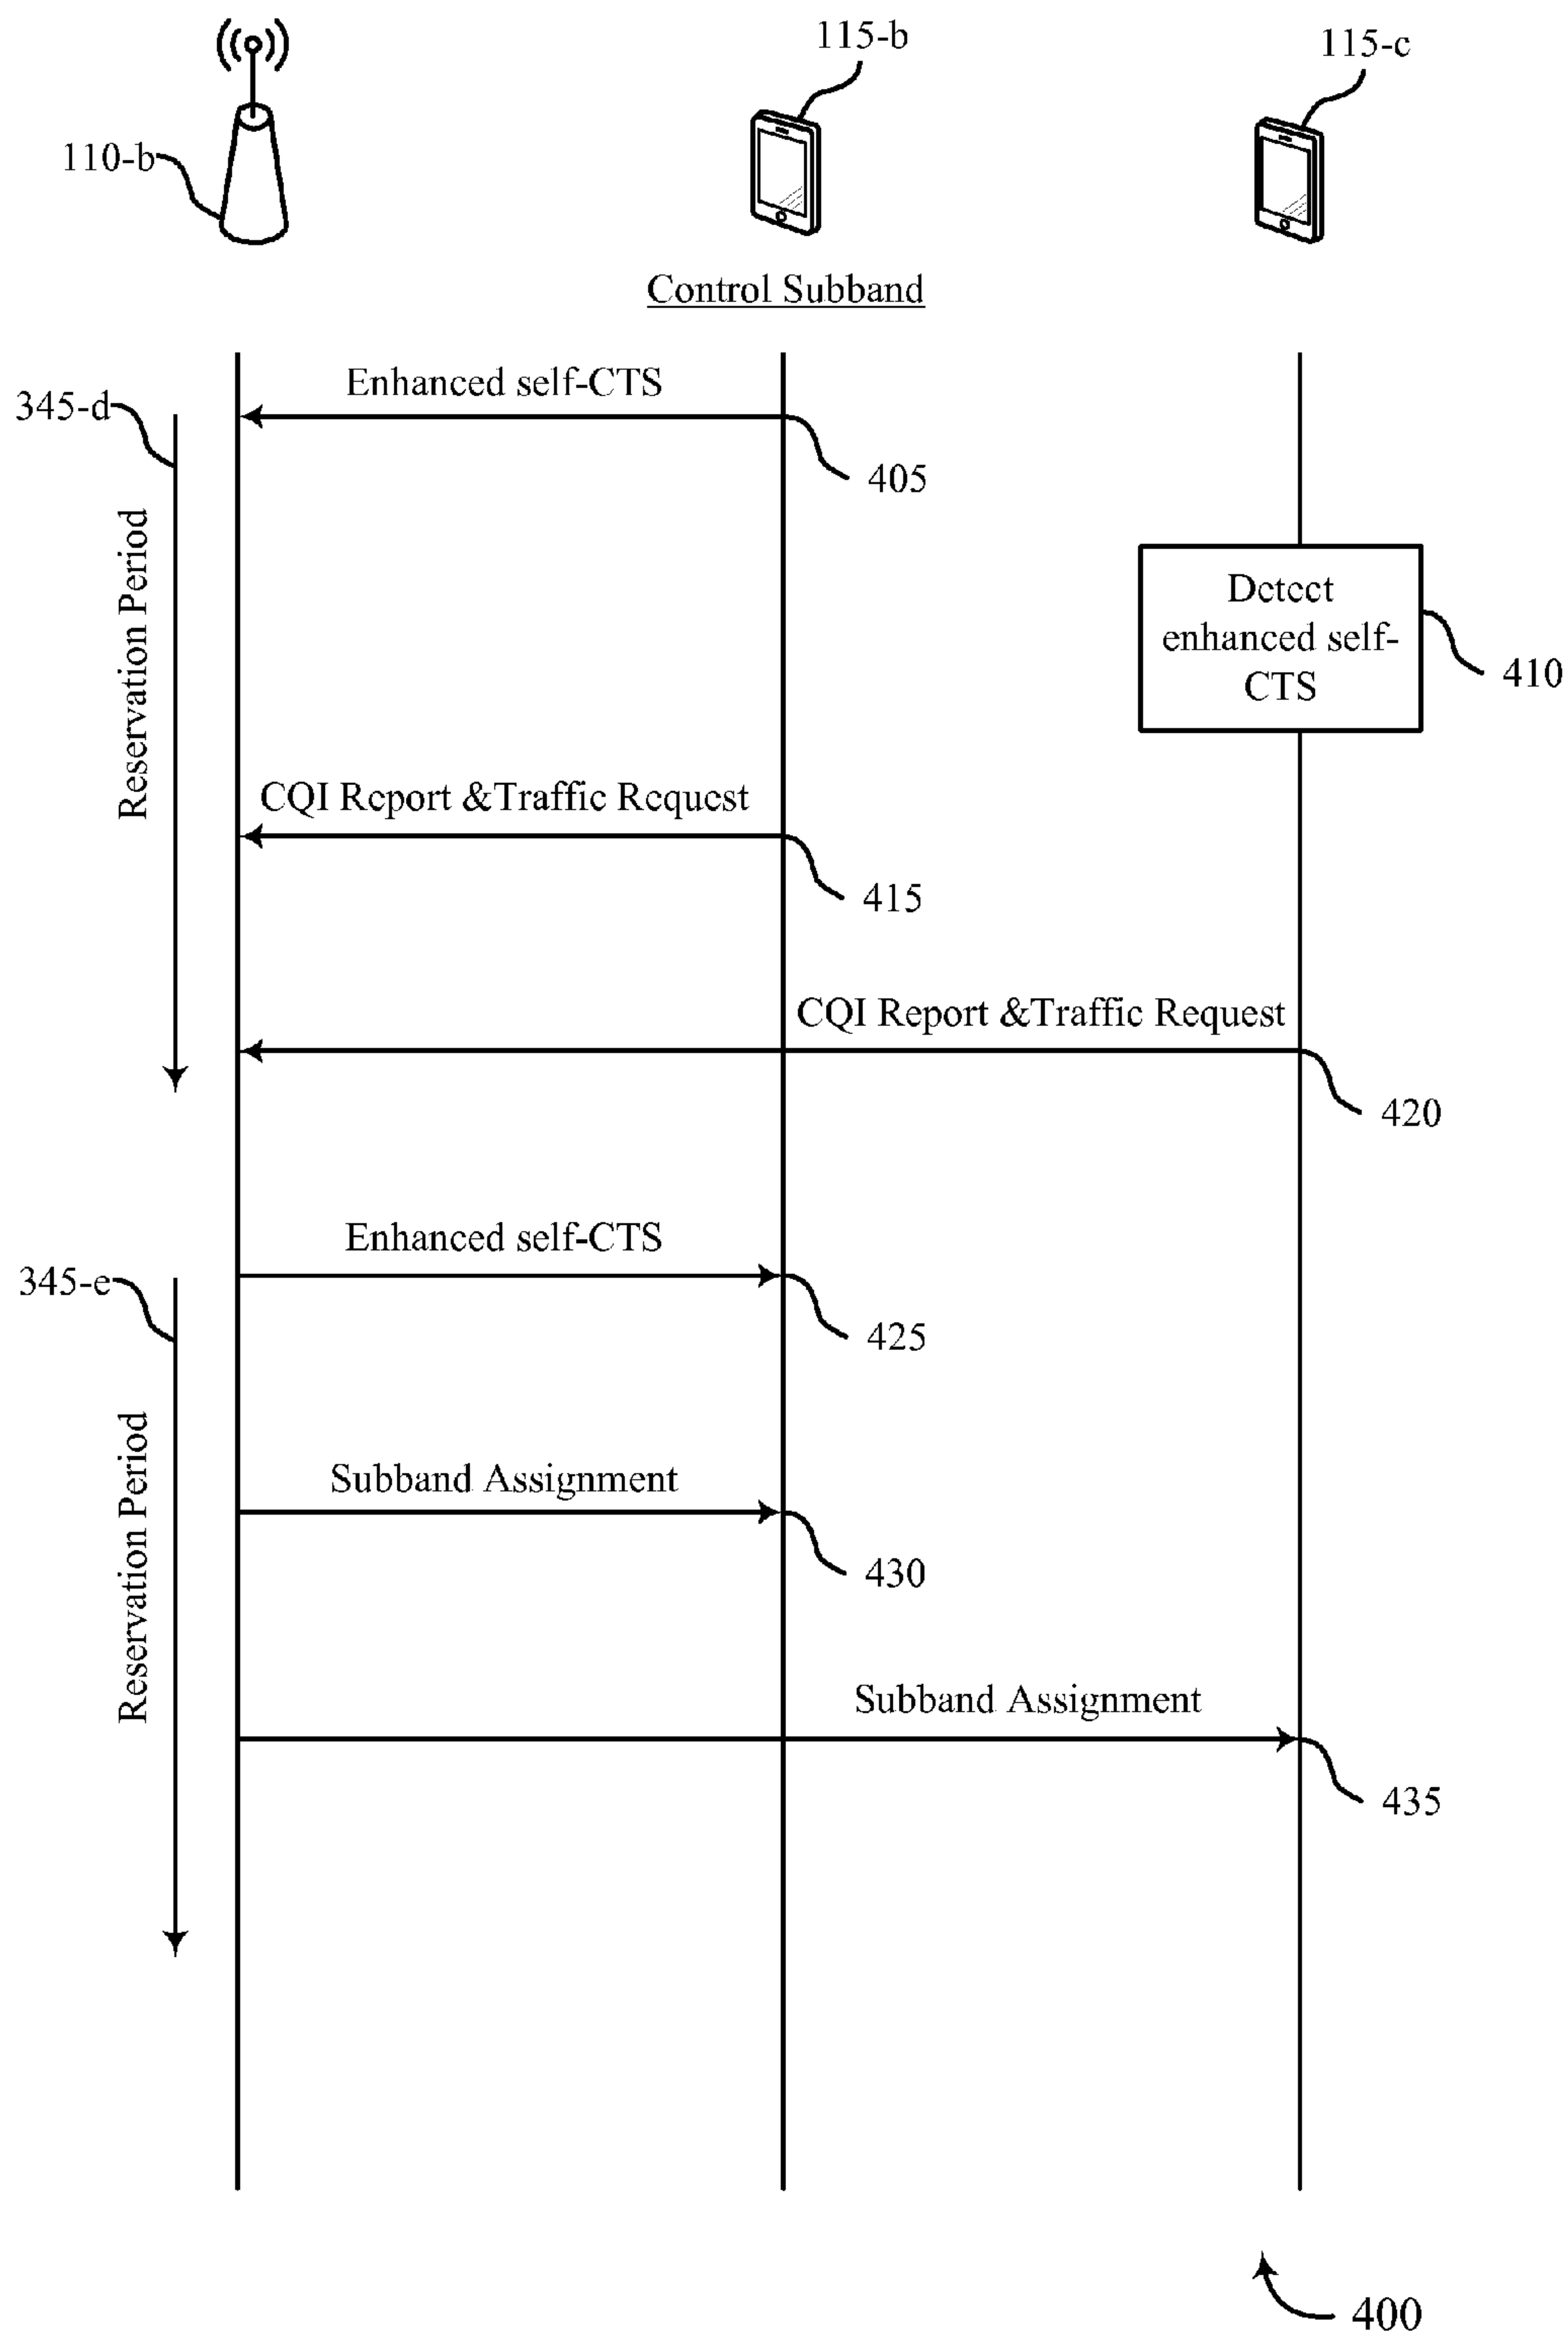 115-b
115-c
110-b
Control Subband
Enhanced self-CTS
345-d
405
Reservation Period
Detect
enhanced self-
CTS
410
CQI Report &Traffic Request
415
CQI Report &Traffic Request
420
Enhanced self-CTS
345-e
425
Reservation Period
Subband Assignment
430
Subband Assignment
435
400